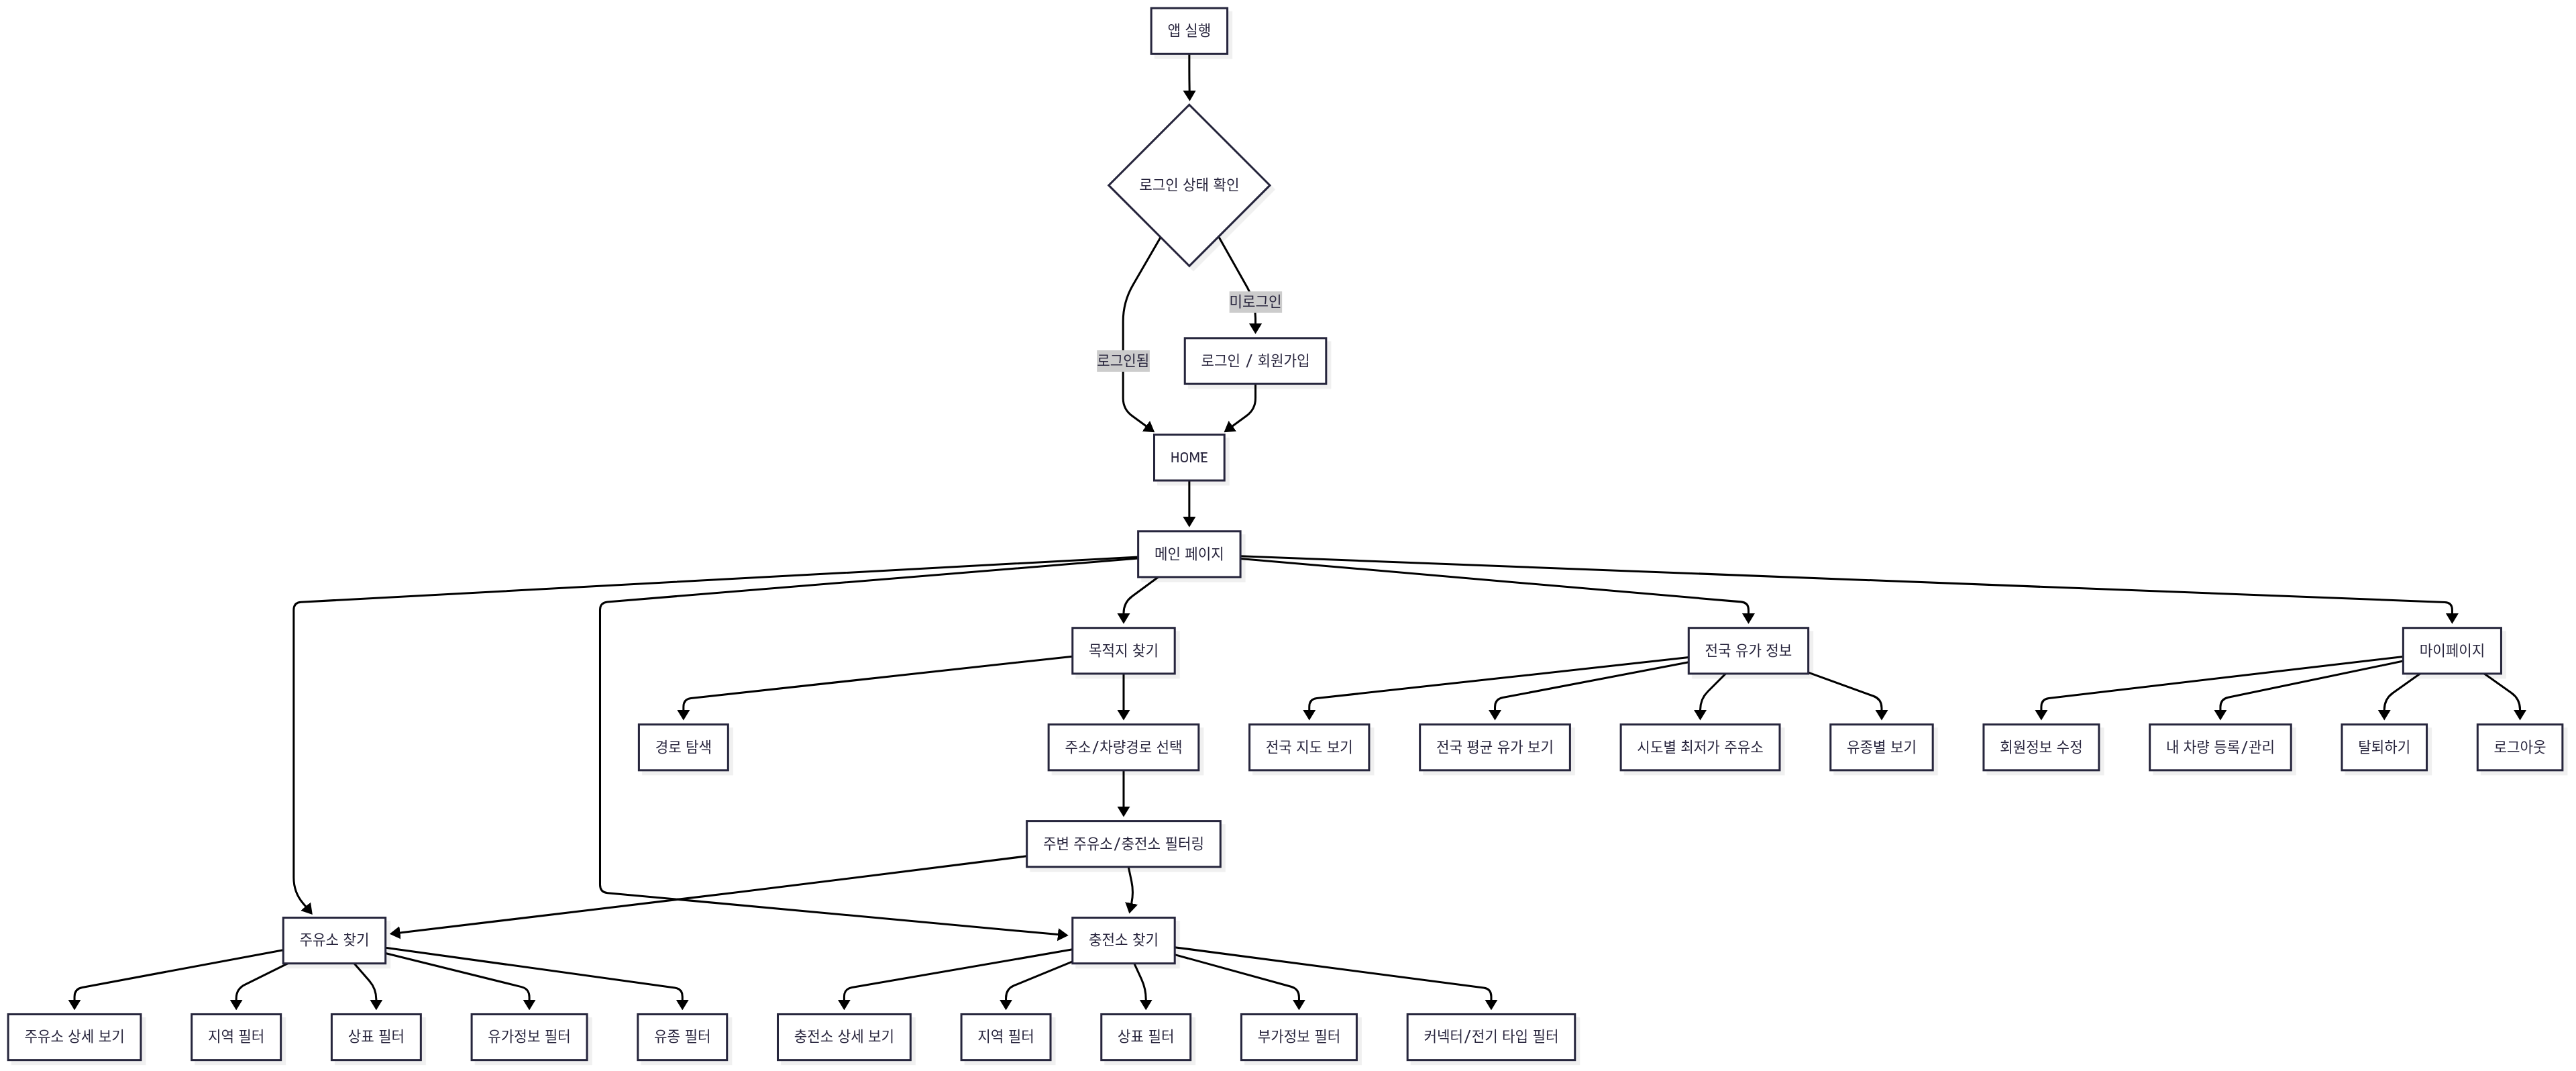 앱 실행
로그인 상태 확인
미로그인
로그인됨
로그인 / 회원가입
HOME
메인 페이지
목적지 찾기
전국 유가 정보
마이페이지
경로 탐색
주소/차량경로 선택
전국 지도 보기
전국 평균 유가 보기
시도별 최저가 주유소
유종별 보기
회원정보 수정
내 차량 등록/관리
탈퇴하기
로그아웃
주변 주유소/충전소 필터링
주유소 찾기
충전소 찾기
주유소 상세 보기
지역 필터
상표 필터
유가정보 필터
유종 필터
충전소 상세 보기
지역 필터
상표 필터
부가정보 필터
커넥터/전기 타입 필터